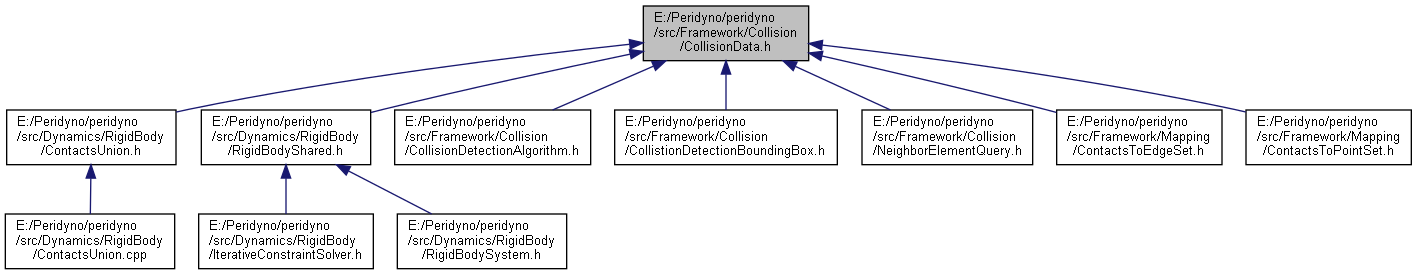 E:/Peridyno/peridyno
/src/Framework/Collision
/CollisionData.h
E:/Peridyno/peridyno
/src/Dynamics/RigidBody
/ContactsUnion.h
E:/Peridyno/peridyno
/src/Dynamics/RigidBody
/RigidBodyShared.h
E:/Peridyno/peridyno
/src/Framework/Collision
/CollisionDetectionAlgorithm.h
E:/Peridyno/peridyno
/src/Framework/Collision
/CollistionDetectionBoundingBox.h
E:/Peridyno/peridyno
/src/Framework/Collision
/NeighborElementQuery.h
E:/Peridyno/peridyno
/src/Framework/Mapping
/ContactsToEdgeSet.h
E:/Peridyno/peridyno
/src/Framework/Mapping
/ContactsToPointSet.h
E:/Peridyno/peridyno
/src/Dynamics/RigidBody
/ContactsUnion.cpp
E:/Peridyno/peridyno
/src/Dynamics/RigidBody
/IterativeConstraintSolver.h
E:/Peridyno/peridyno
/src/Dynamics/RigidBody
/RigidBodySystem.h